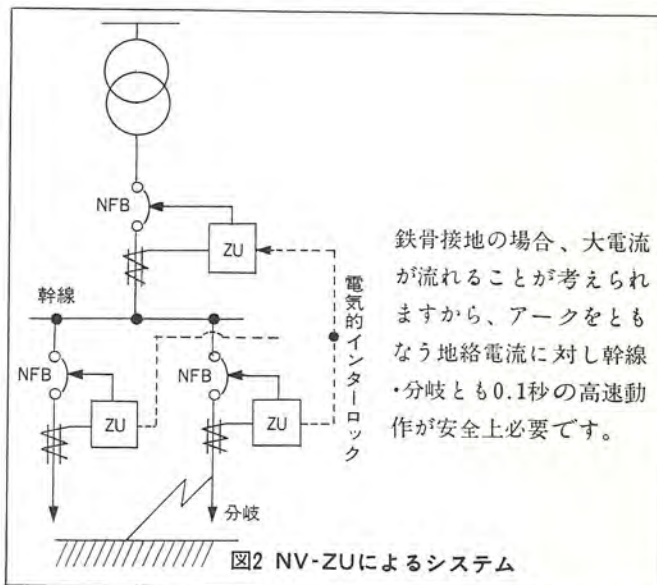 NFB
ZU
幹線
電気的インターロック
NFB
NFB
ZU
ZU
分岐
鉄骨接地の場合、大電流
が流れることが考えられ
ますから、アークをとも
なう地絡電流に対し幹線
・分岐とも0.1秒の高速動
作が安全上必要です。
図2 NV-ZUによるシステム